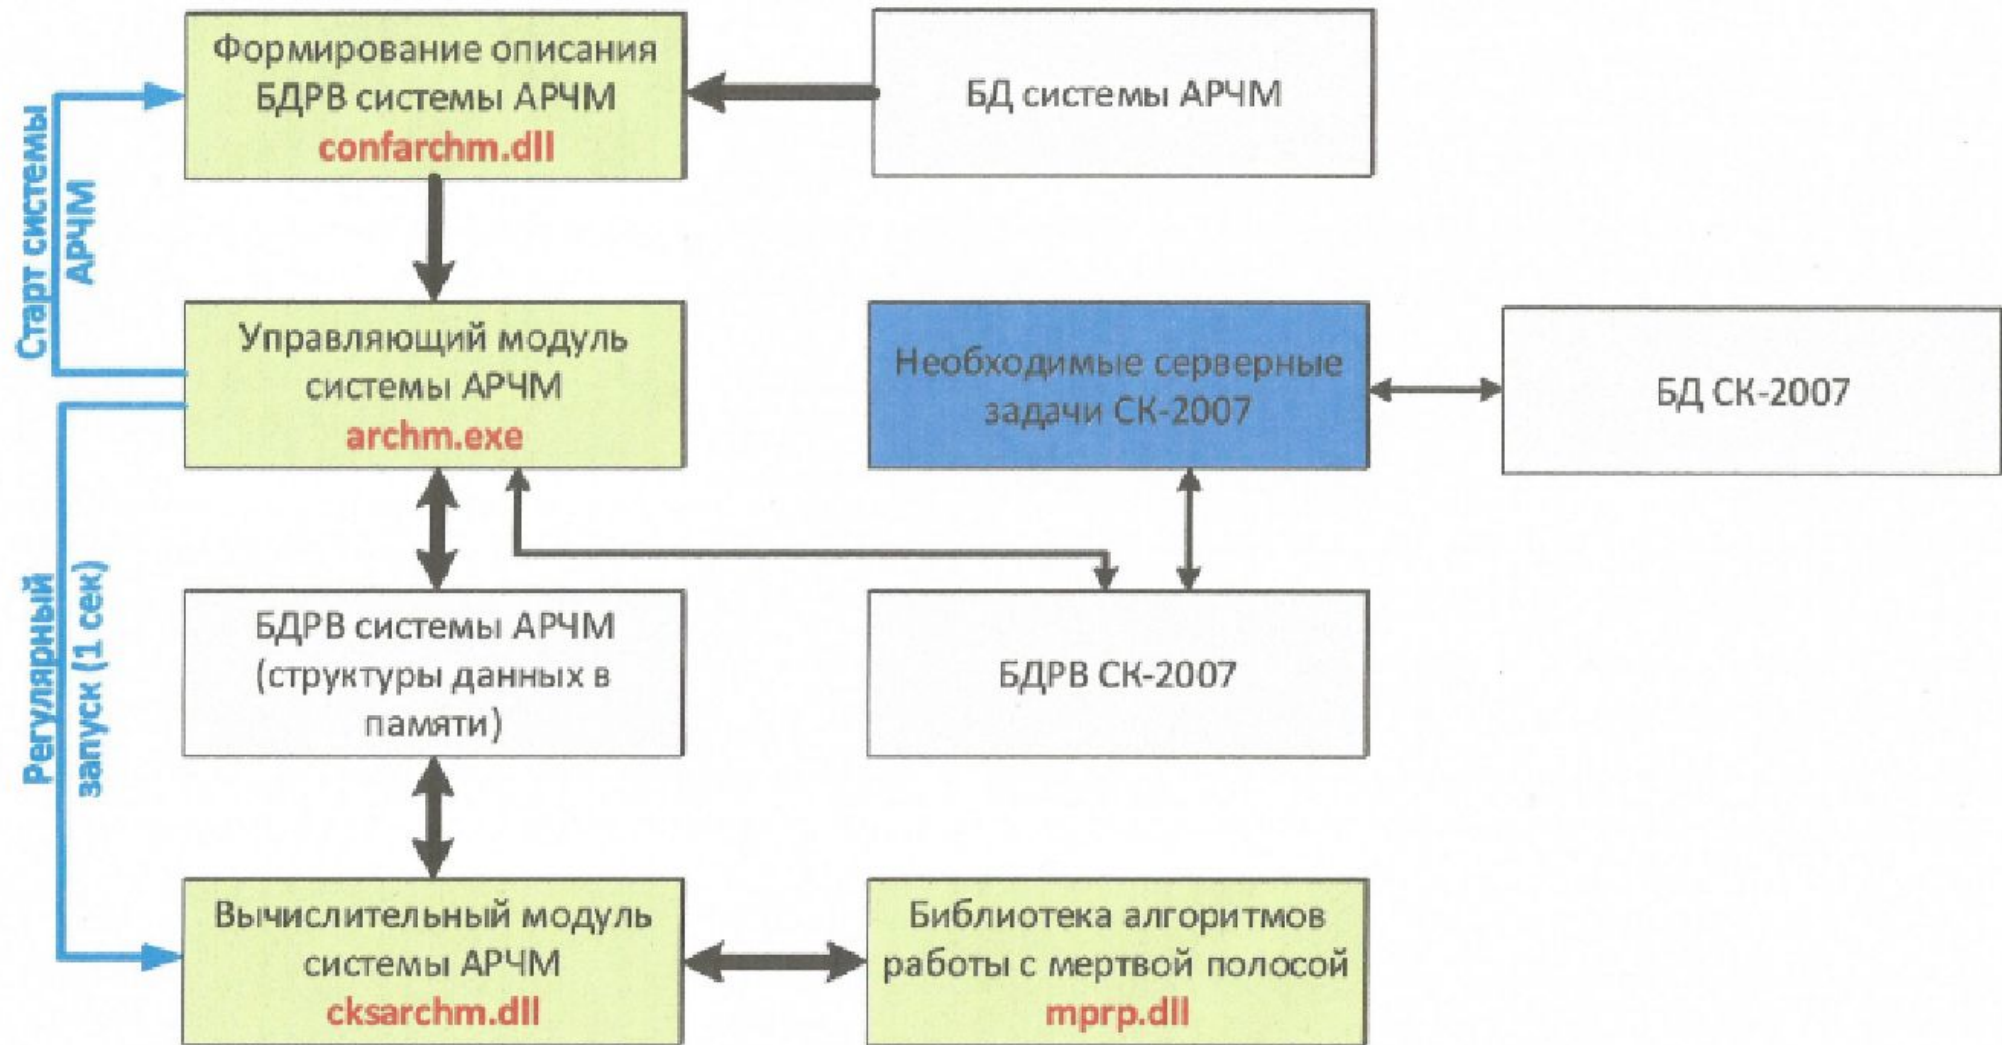 Формирование описания
БДРВ системы АРЧМ
confarchm.dll
БД системы АРЧМ
Старт системы
АРЧМ
Управляющий модуль
системы АРЧМ
archm.exe
Необходимые серверные
задачи СК-2007
БД СК-2007
Регулярный
запуск (1 сек)
БДРВ системы АРЧМ
(структуры данных в
памяти)
БДРВ СК-2007
Вычислительный модуль
системы АРЧМ
cksarchm.dll
Библиотека алгоритмов
работы с мертвой полосой
mprp.dll